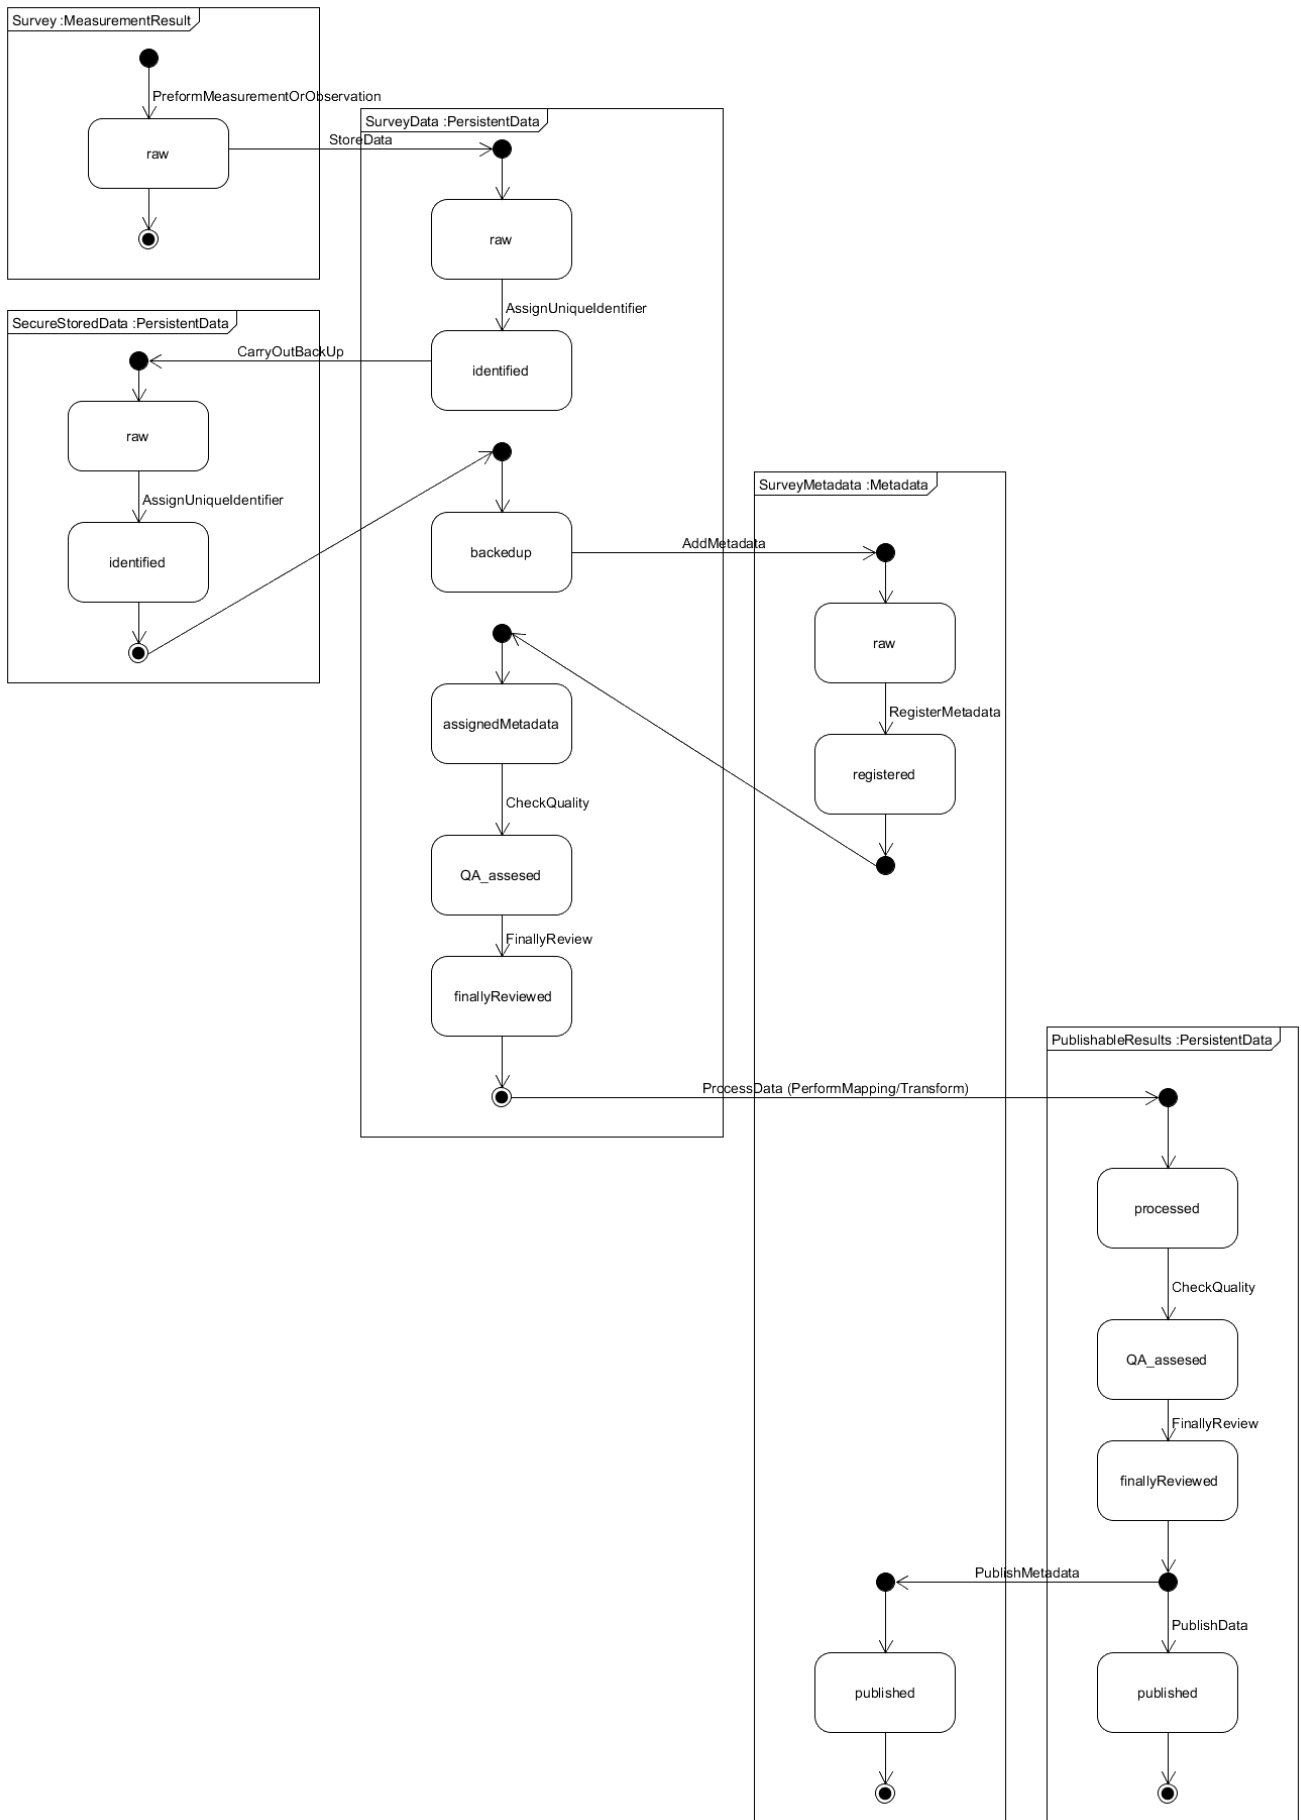 Survey :MeasurementResult
PreformMeasurementOrObservation
raw
SurveyData :PersistentData
StoreData
raw
AssignUniqueIdentifier
identified
SecureStoredData :PersistentData
CarryOutBackUp
raw
AssignUniqueIdentifier
identified
backedup
SurveyMetadata :Metadata
AddMetadata
raw
RegisterMetadata
registered
assignedMetadata
CheckQuality
QA_assesed
FinallyReview
finallyReviewed
PublishableResults :PersistentData
ProcessData (PerformMapping/Transform)
processed
CheckQuality
QA_assesed
FinallyReview
finallyReviewed
PublishMetadata
PublishData
published
published